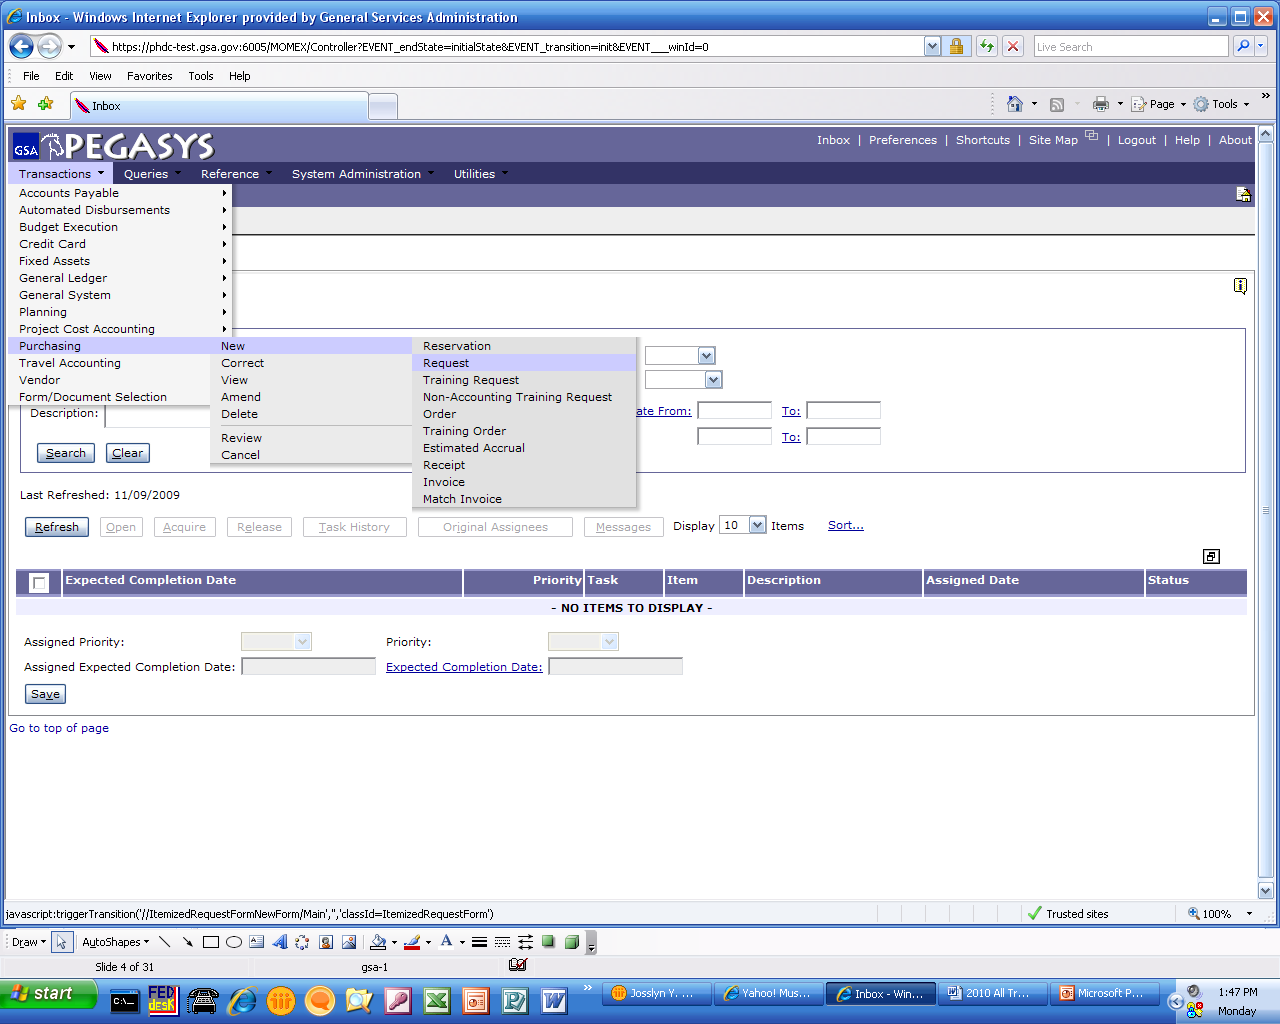 Inbox - Windows Internet Explorer provided by General Services Administration
https://phdc-test.gsa.gov:6005/MOMEX/Controller?EVENT_endState=initialState&EVENT_transition=init&EVENT___winId=0
Live Search
File Edit View Favorites Tools Help
Inbox
Page Tools »
GSA PEGASYS
Inbox | Preferences | Shortcuts | Site Map | Logout | Help | About
Transactions Queries Reference System Administration Utilities
Accounts Payable
Automated Disbursements
Budget Execution
Credit Card
Fixed Assets
General Ledger
General System
Planning
Project Cost Accounting
Purchasing
Travel Accounting
Vendor
Form/Document Selection
New
Correct
View
Amend
Delete
Review
Cancel
Reservation
Request
Training Request
Non-Accounting Training Request
Order
Training Order
Estimated Accrual
Receipt
Invoice
Match Invoice
Description:
ate From: To:
To:
Search Clear
Last Refreshed: 11/09/2009
Refresh Open Acquire Release Task History Original Assignees Messages Display 10 Items Sort...
Expected Completion Date Priority Task Item Description Assigned Date Status
- NO ITEMS TO DISPLAY -
Assigned Priority: Priority:
Assigned Expected Completion Date: Expected Completion Date:
Save
Go to top of page
javascript:triggerTransition('//ItemizedRequestFormNewForm/Main','','classId=ItemizedRequestForm')
Trusted sites 100%
Draw AutoShapes A
Slide 4 of 31 gsa-1
start C:\_ FED desk » Josslyn Y. ... Yahoo! Mus... Inbox - Win... 2010 All Tr... Microsoft P... 1:47 PM
Monday